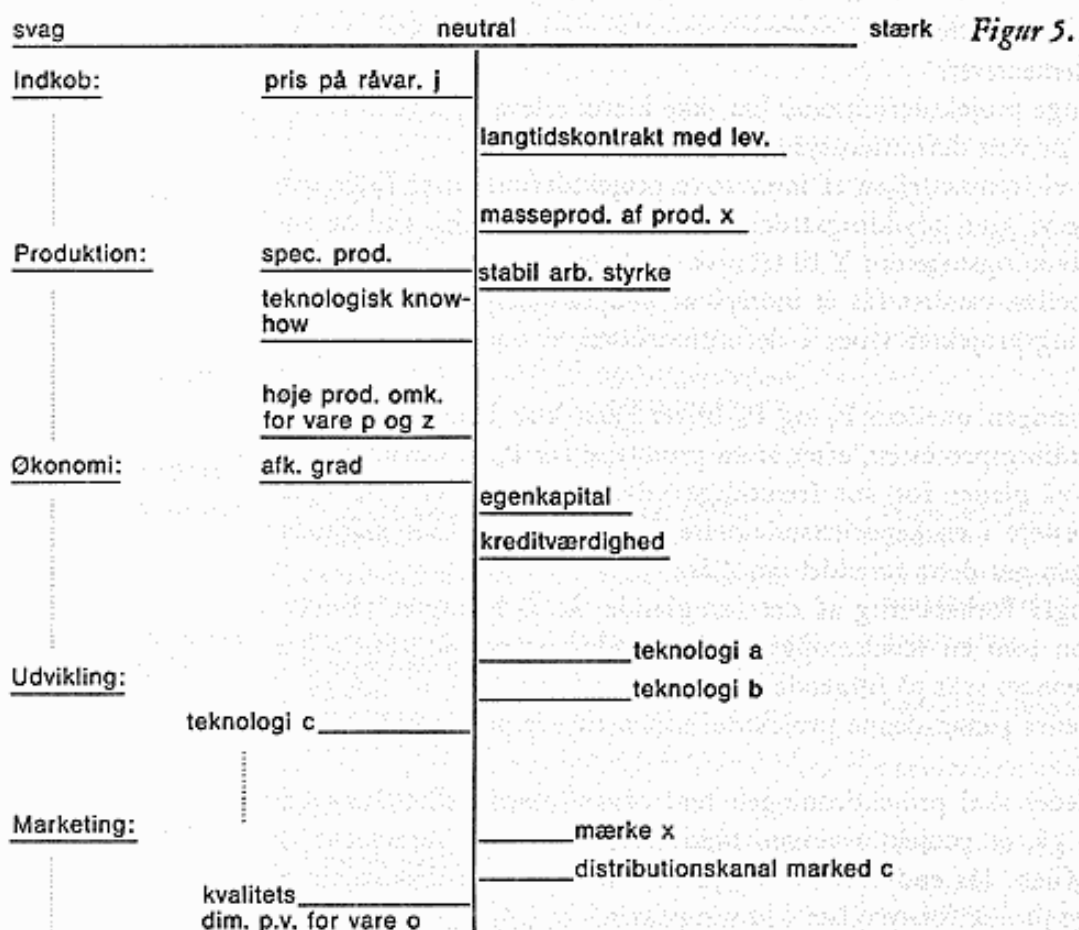 svag neutral stærk Figur 5.
Indkob: pris på råvar. j
langtidskontrakt med lev.
masseprod. af prod. x
Produktion: spec. prod.
stabil arb. styrke
teknologisk know-
how
høje prod. omk.
for vare p og z
Økonomi: afk. grad
egenkapital
kreditværdighed
teknologi a
Udvikling:
teknologi b
teknologi c
Marketing:
mærke x
distributionskanal marked c
kvalitets
dim. p.v. for vare o